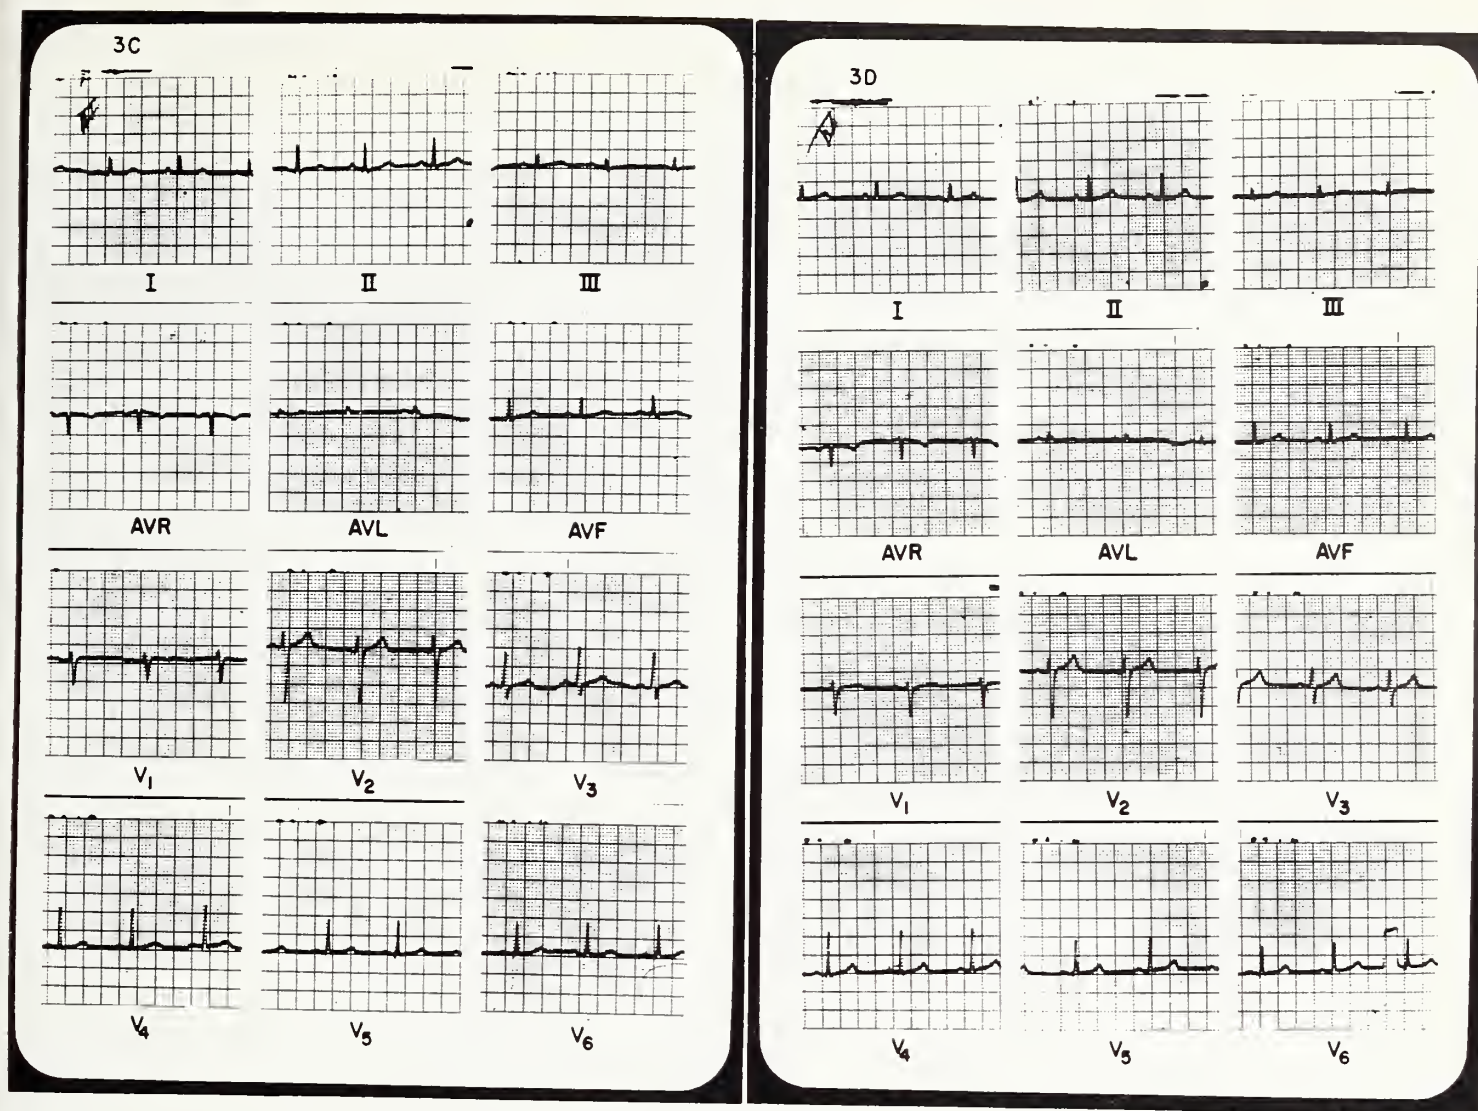 3C
I II III
AVR AVL AVF
V1 V2 V3
V4 V5 V6
3D
I II III
AVR AVL AVF
V1 V2 V3
V4 V5 V6